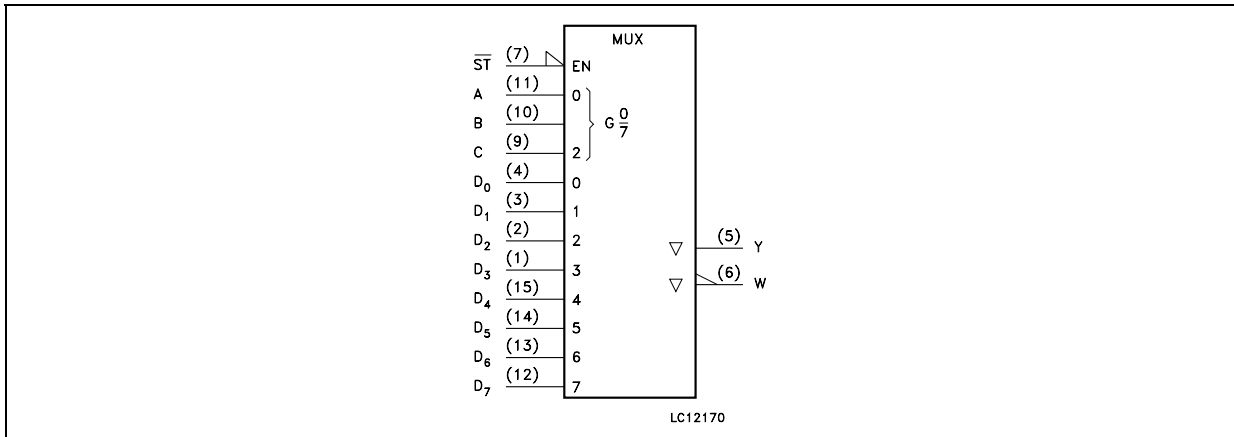 MUX
S̅T̅ (7) EN
A (11) 0
B (10) G 0/7
C (9) 2
D₀ (4) 0
D₁ (3) 1
D₂ (2) 2
(5) Y
D₃ (1) 3
(6) W
D₄ (15) 4
D₅ (14) 5
D₆ (13) 6
D₇ (12) 7
LC12170